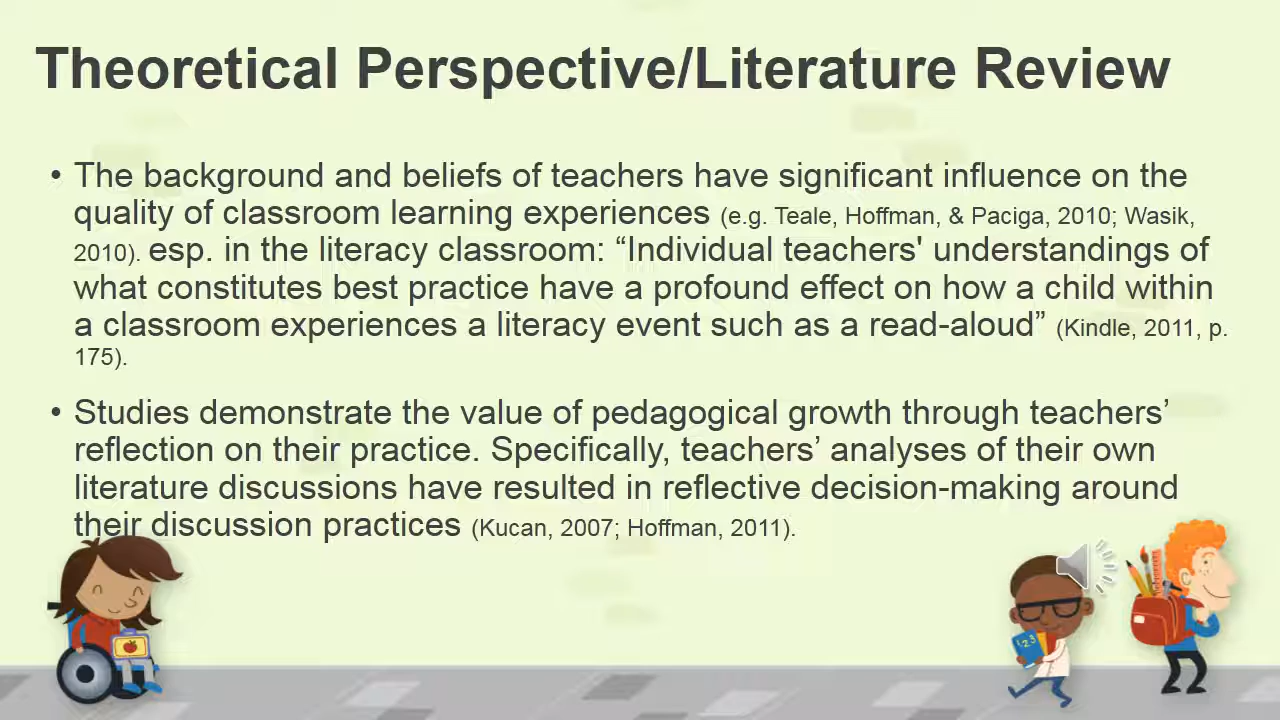 Theoretical Perspective/Literature Review
• The background and beliefs of teachers have significant influence on the
quality of classroom learning experiences (e.g. Teale, Hoffman, & Paciga, 2010; Wasik,
2010). esp. in the literacy classroom: “Individual teachers' understandings of
what constitutes best practice have a profound effect on how a child within
a classroom experiences a literacy event such as a read-aloud” (Kindle, 2011, p.
175).
• Studies demonstrate the value of pedagogical growth through teachers’
reflection on their practice. Specifically, teachers’ analyses of their own
literature discussions have resulted in reflective decision-making around
their discussion practices (Kucan, 2007; Hoffman, 2011).
123